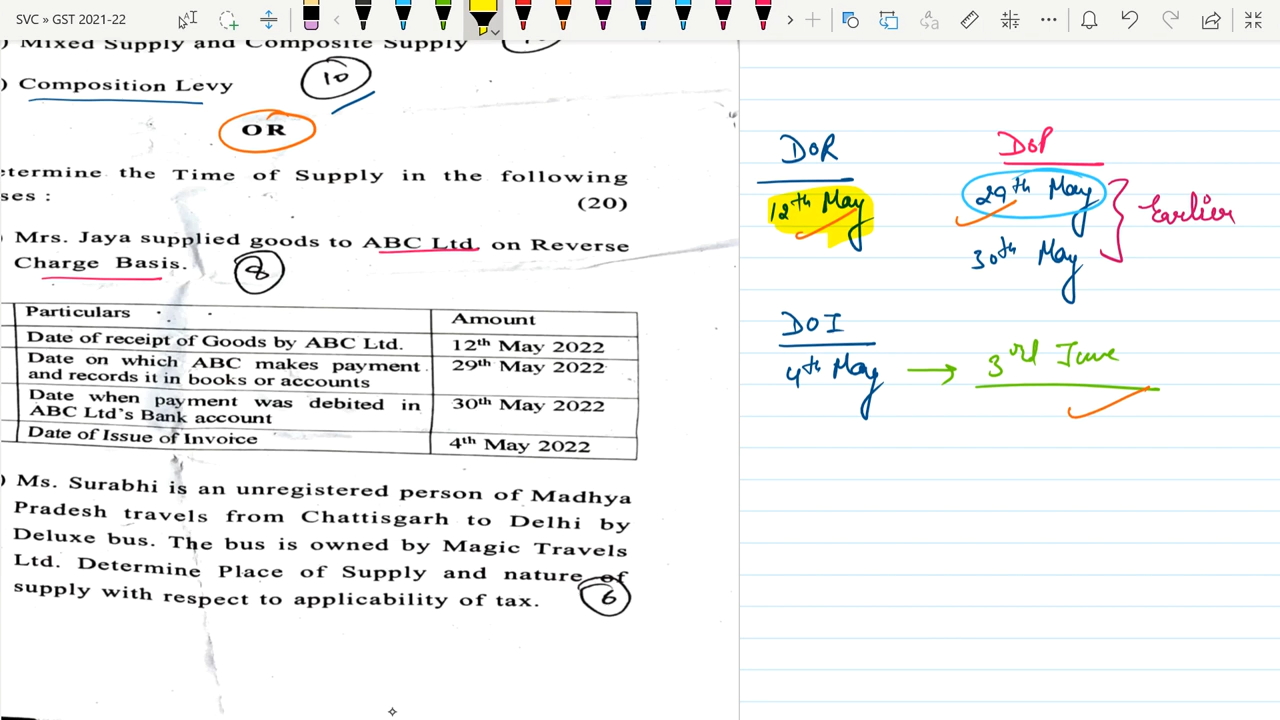 SVC » GST 2021-22
) Mixed Supply and Composite Supply
) Composition Levy
10
OR
etermine the Time of Supply in the following
ses :
(20)
Mrs. Jaya supplied goods to ABC Ltd. on Reverse
Charge Basis.
8
Particulars Amount
Date of receipt of Goods by ABC Ltd. 12th May 2022
Date on which ABC makes payment 29th May 2022
and records it in books or accounts
Date when payment was debited in 30th May 2022
ABC Ltd's Bank account
Date of Issue of Invoice 4th May 2022
) Ms. Surabhi is an unregistered person of Madhya
Pradesh travels from Chattisgarh to Delhi by
Deluxe bus. The bus is owned by Magic Travels
Ltd. Determine Place of Supply and nature of
supply with respect to applicability of tax.
6
DOR
12th May
DOP
29th May
30th May
Earlier
DOI
4th May → 3rd June